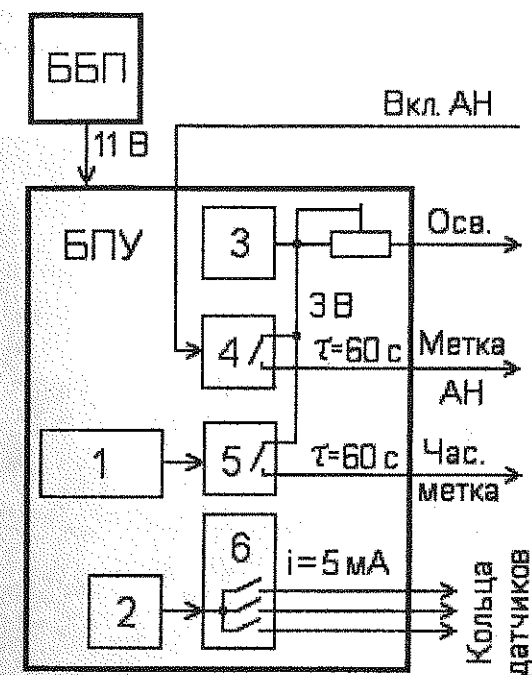 ББП
11 В
Вкл. АН
БПУ
3
Осв.
3 В
4
τ=60 с
Метка
АН
1
5
τ=60 с
Час.
метка
2
6
i=5 мА
Кольца
датчиков